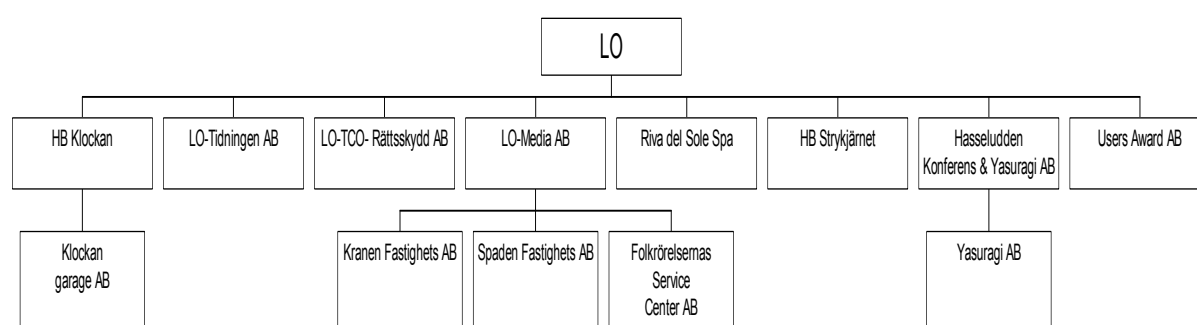 LO
HB Klockan
LO-Tidningen AB
LO-TCO- Rättsskydd AB
LO-Media AB
Riva del Sole Spa
HB Strykjärnet
Hasseludden
Konferens & Yasuragi AB
Users Award AB
Klockan
garage AB
Kranen Fastighets AB
Spaden Fastighets AB
Folkrörelsernas
Service
Center AB
Yasuragi AB